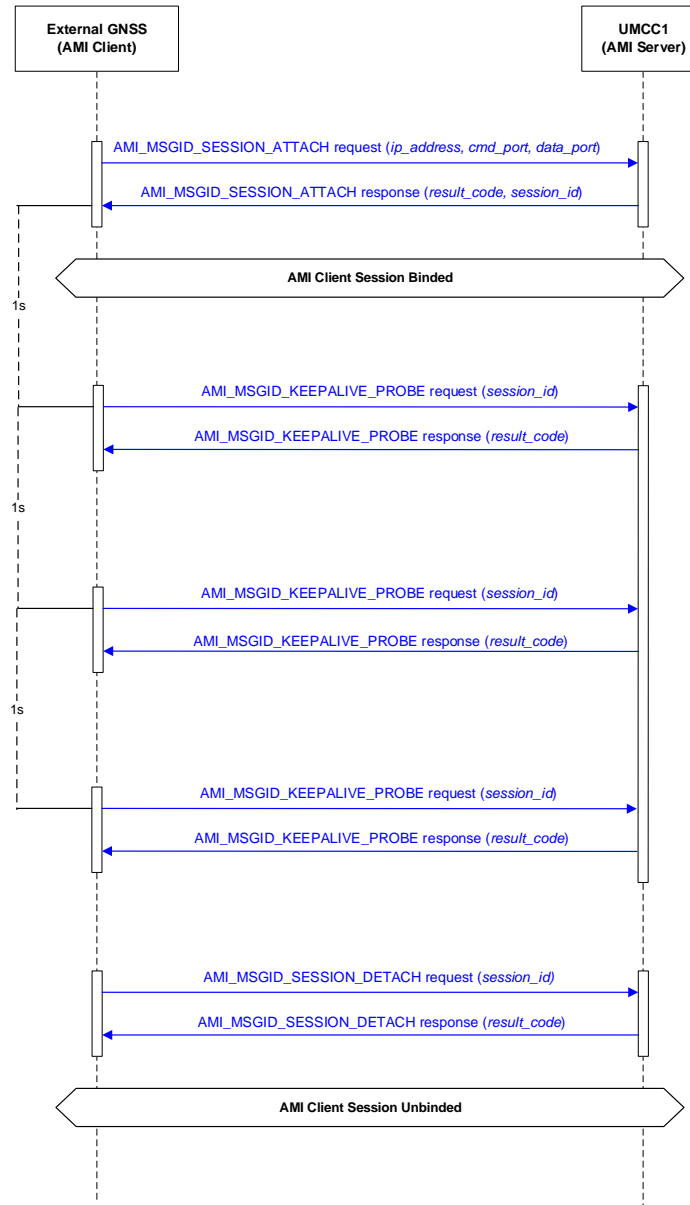 External GNSS
(AMI Client)
UMCC1
(AMI Server)
AMI_MSGID_SESSION_ATTACH request (ip_address, cmd_port, data_port)
AMI_MSGID_SESSION_ATTACH response (result_code, session_id)
AMI Client Session Binded
1s
AMI_MSGID_KEEPALIVE_PROBE request (session_id)
AMI_MSGID_KEEPALIVE_PROBE response (result_code)
1s
AMI_MSGID_KEEPALIVE_PROBE request (session_id)
AMI_MSGID_KEEPALIVE_PROBE response (result_code)
1s
AMI_MSGID_KEEPALIVE_PROBE request (session_id)
AMI_MSGID_KEEPALIVE_PROBE response (result_code)
AMI_MSGID_SESSION_DETACH request (session_id)
AMI_MSGID_SESSION_DETACH response (result_code)
AMI Client Session Unbinded